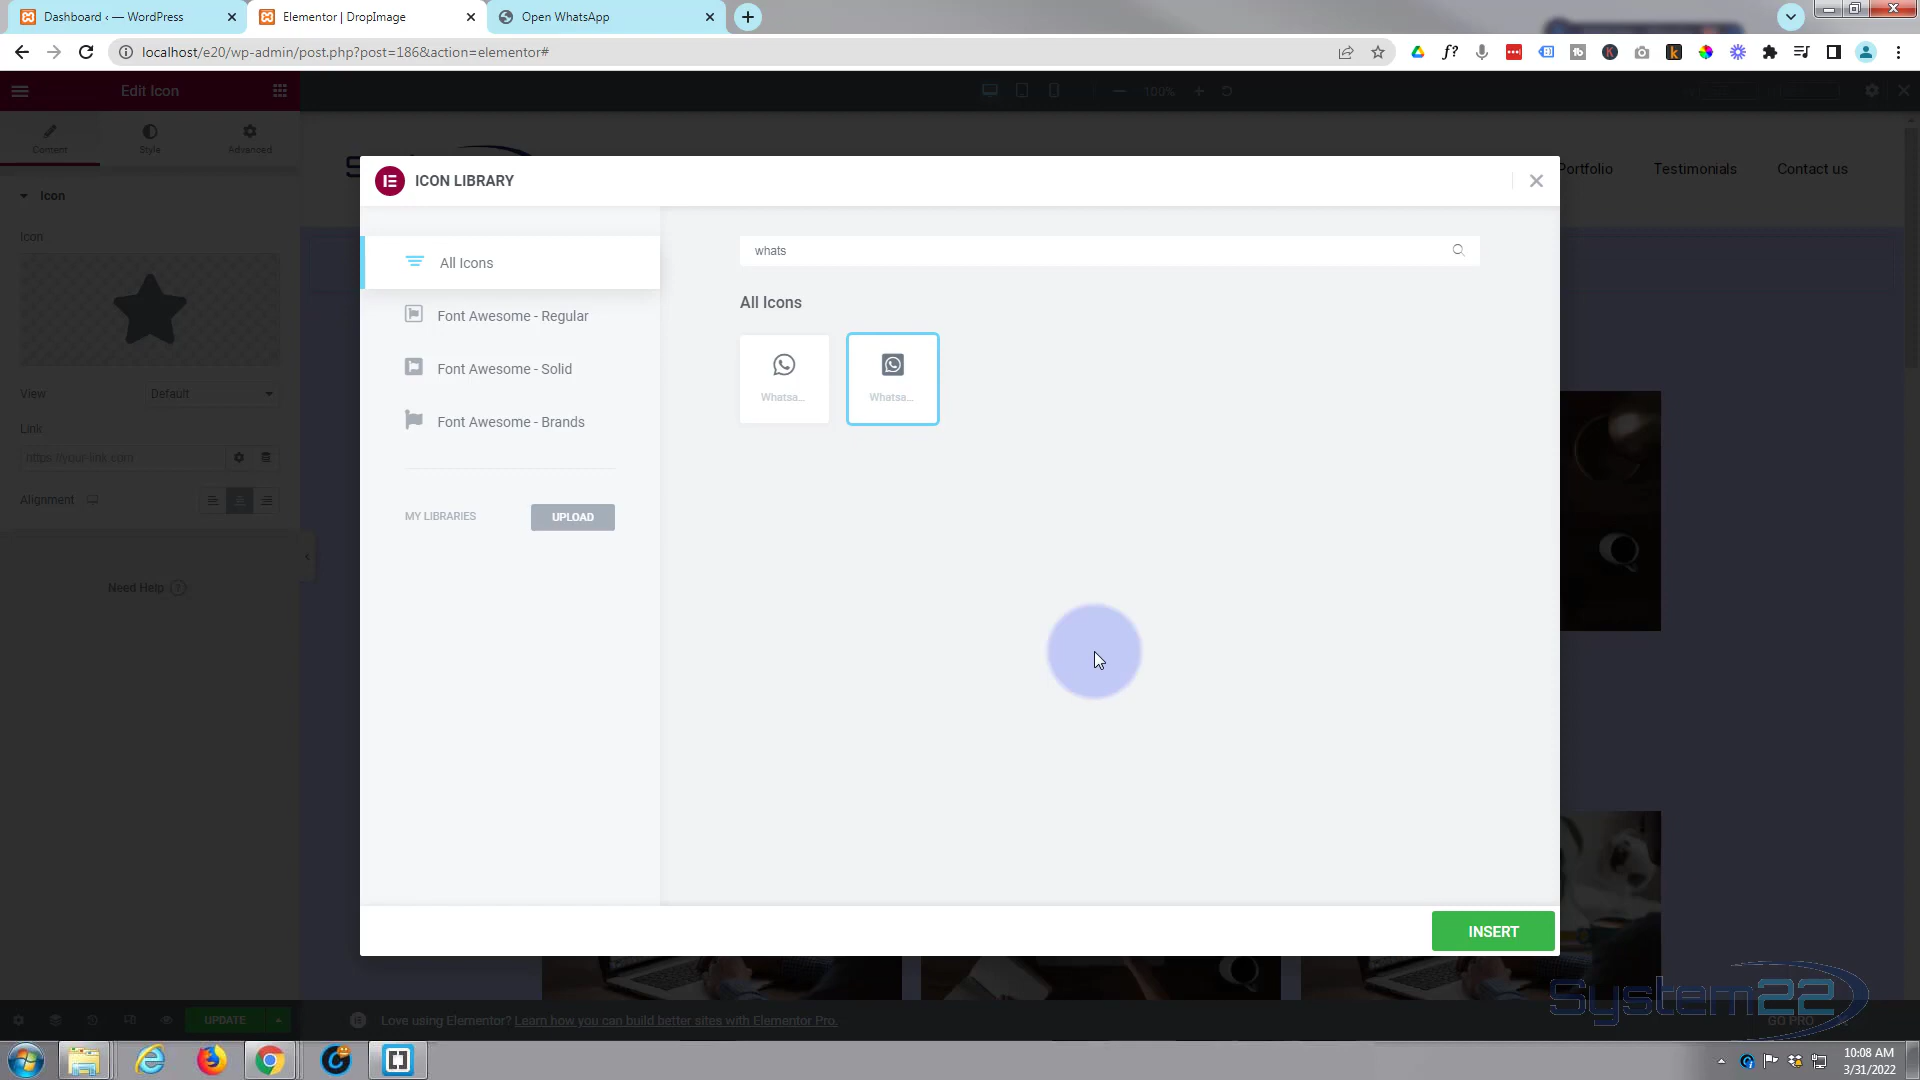 Dashboard ‹ — WordPress
Elementor | DropImage
Open WhatsApp
localhost/e20/wp-admin/post.php?post=186&action=elementor#
Edit Icon
100%
Content
Style
Advanced
Portfolio
Testimonials
Contact us
ICON LIBRARY
Icon
Icon
View
Default
Link
https://your-link.com
Alignment
Need Help
All Icons
Font Awesome - Regular
Font Awesome - Solid
Font Awesome - Brands
MY LIBRARIES
UPLOAD
whats
All Icons
Whatsa...
Whatsa...
INSERT
UPDATE
Love using Elementor? Learn how you can build better sites with Elementor Pro.
GO PRO
System22
10:08 AM
3/31/2022